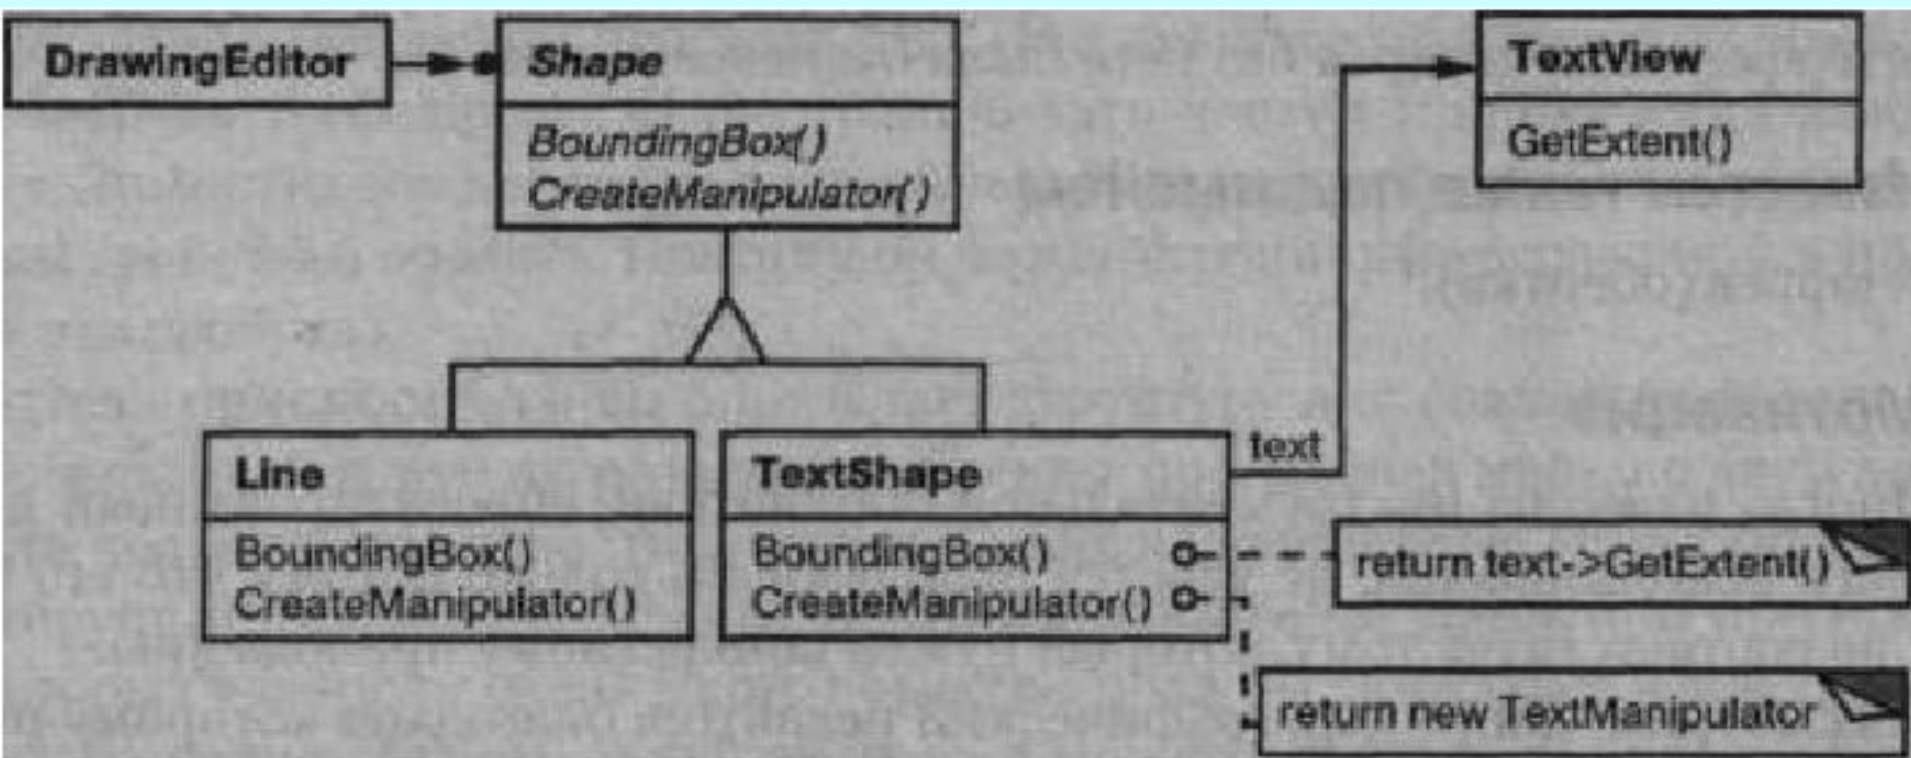 DrawingEditor
Shape
BoundingBox()
CreateManipulator()
TextView
GetExtent()
Line
BoundingBox()
CreateManipulator()
TextShape
BoundingBox()
CreateManipulator()
text
return text->GetExtent()
return new TextManipulator